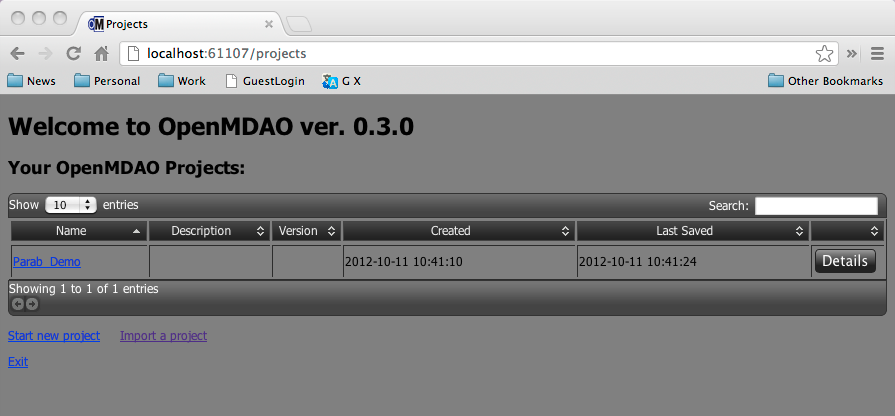 OM Projects
localhost:61107/projects
News Personal Work GuestLogin G X Other Bookmarks
Welcome to OpenMDAO ver. 0.3.0
Your OpenMDAO Projects:
Show 10 entries Search:
Name Description Version Created Last Saved
Parab_Demo 2012-10-11 10:41:10 2012-10-11 10:41:24 Details
Showing 1 to 1 of 1 entries
Start new project Import a project
Exit